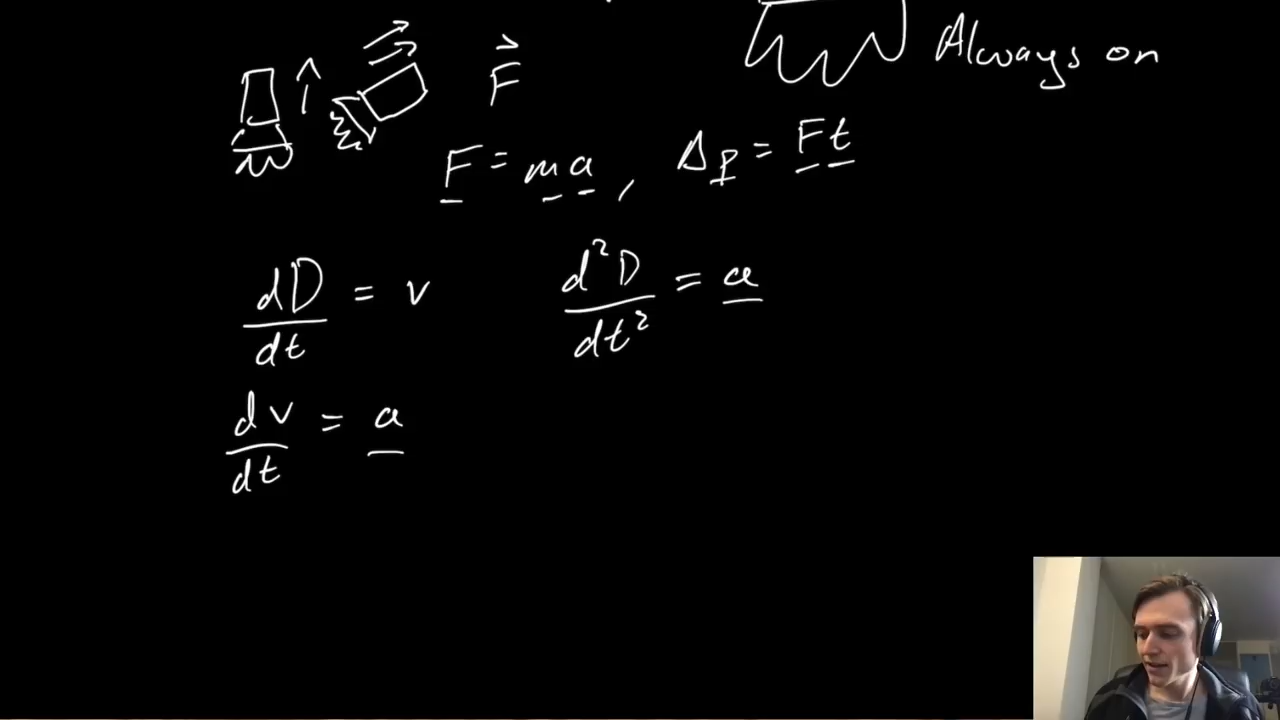 Always on
F⃗
F = ma, Δp = Ft
dD/dt = v d²D/dt² = a
dv/dt = a